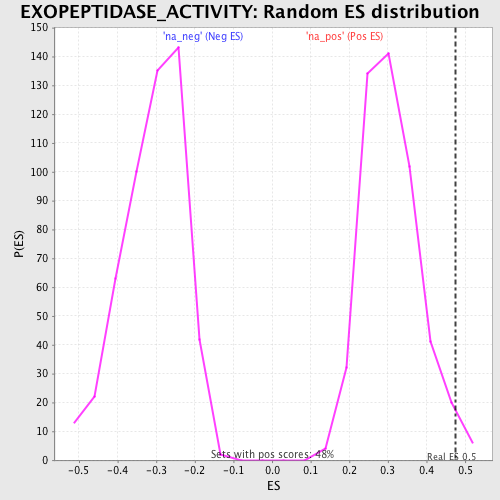 EXOPEPTIDASE_ACTIVITY: Random ES distribution
'na_neg' (Neg ES) 'na_pos' (Pos ES)
150
140
130
120
110
100
90
80
70
60
50
40
30
20
10
0
P(ES)
Sets with pos scores: 48%
Real ES 0.5
-0.5 -0.4 -0.3 -0.2 -0.1 0.0 0.1 0.2 0.3 0.4 0.5
ES